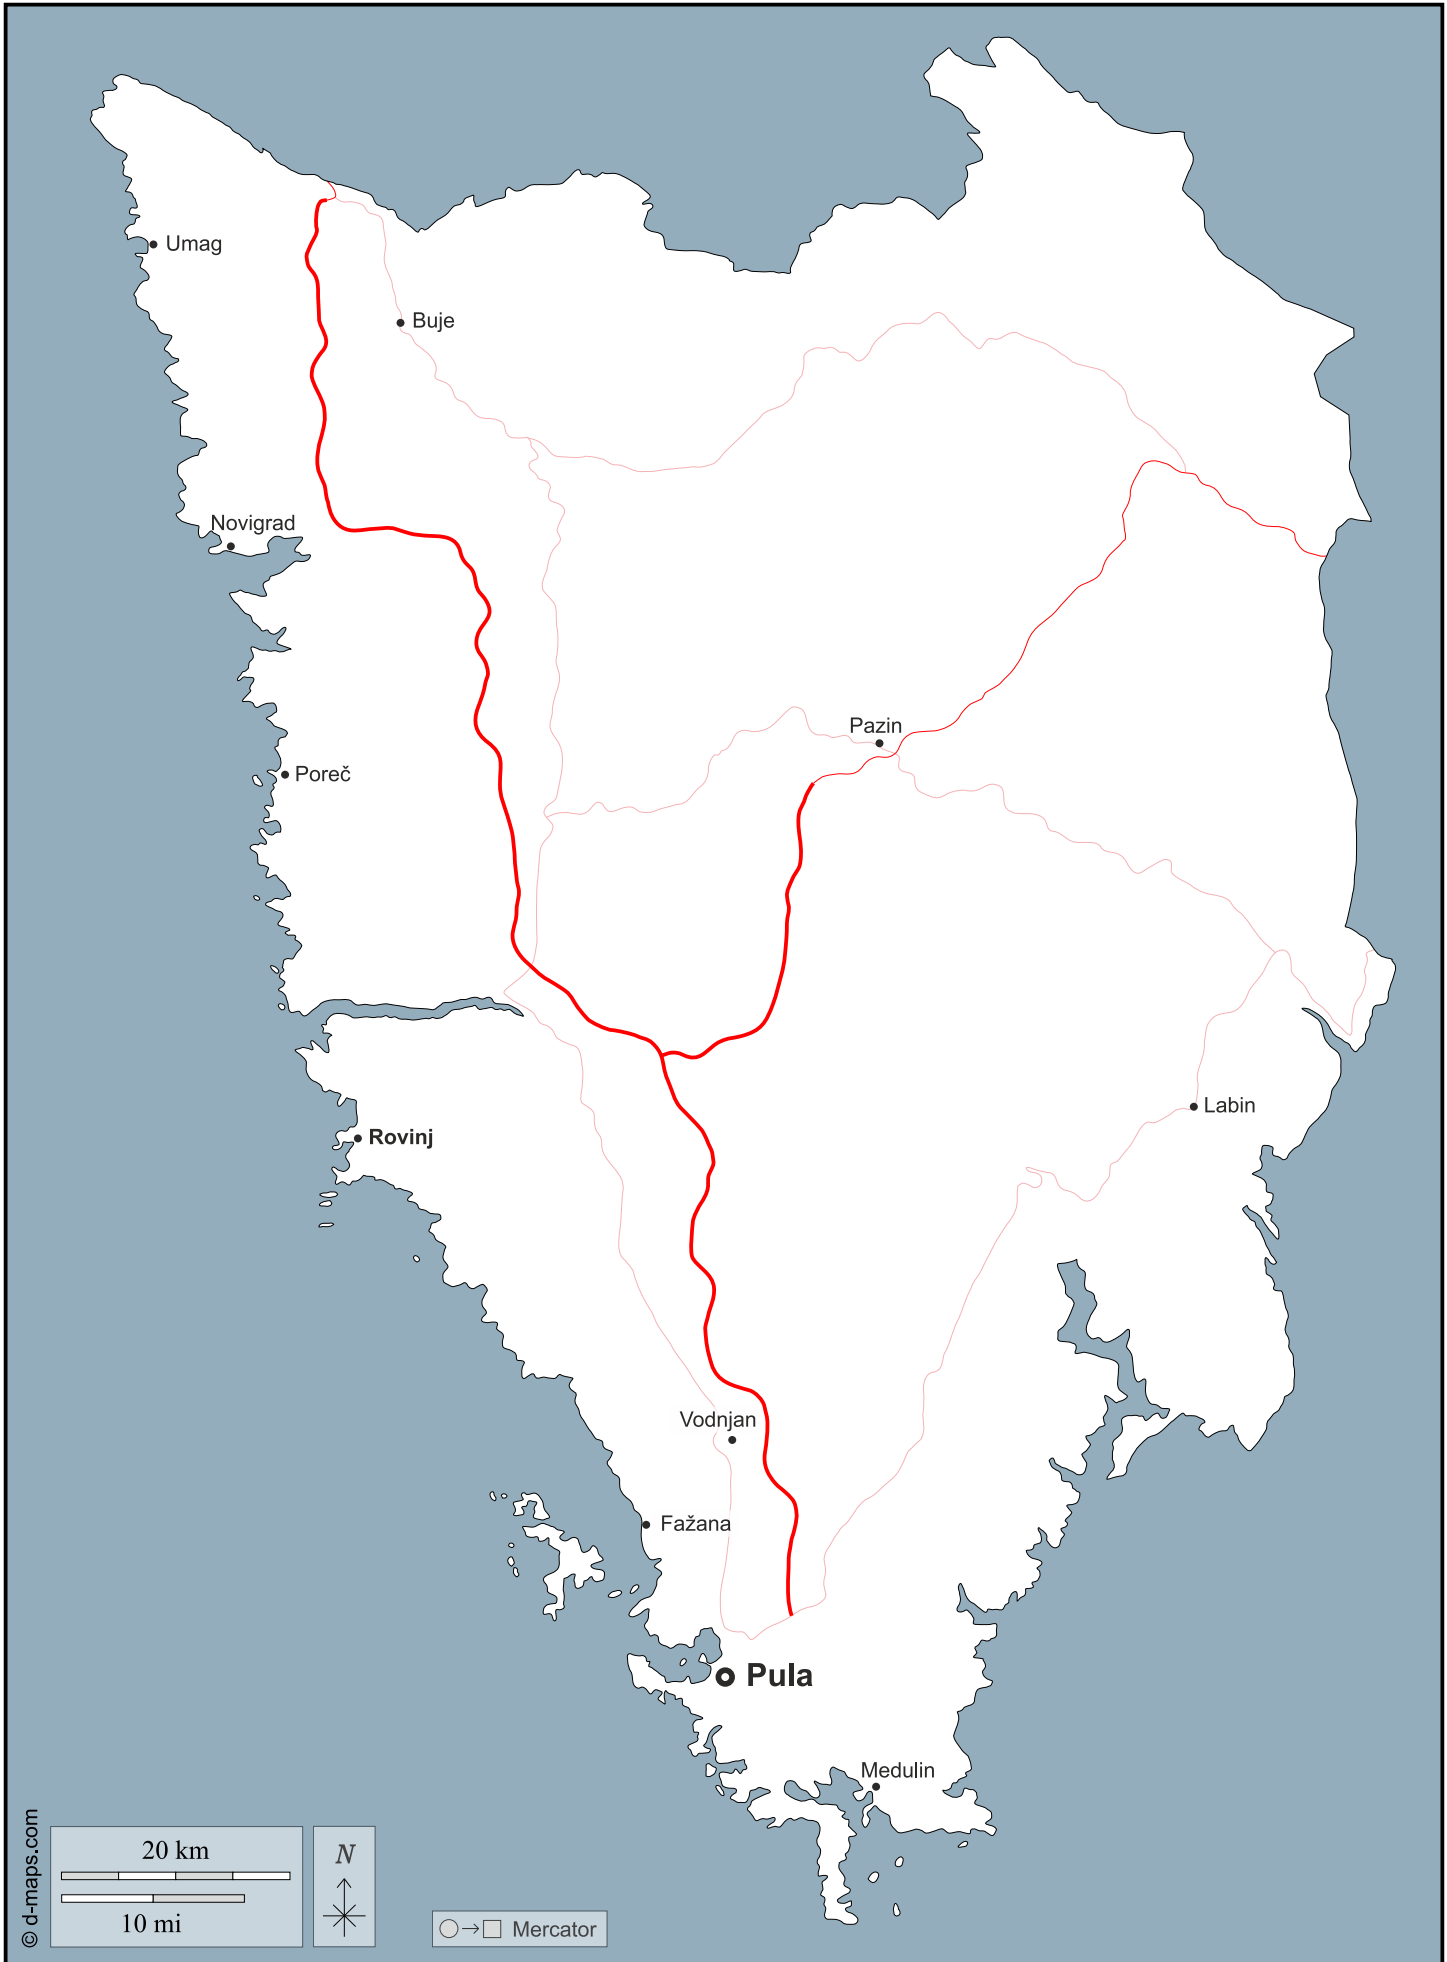 Umag
Buje
Novigrad
Pazin
Poreč
Labin
Rovinj
Vodnjan
Fažana
Pula
Medulin
© d-maps.com
20 km
10 mi
N
Mercator